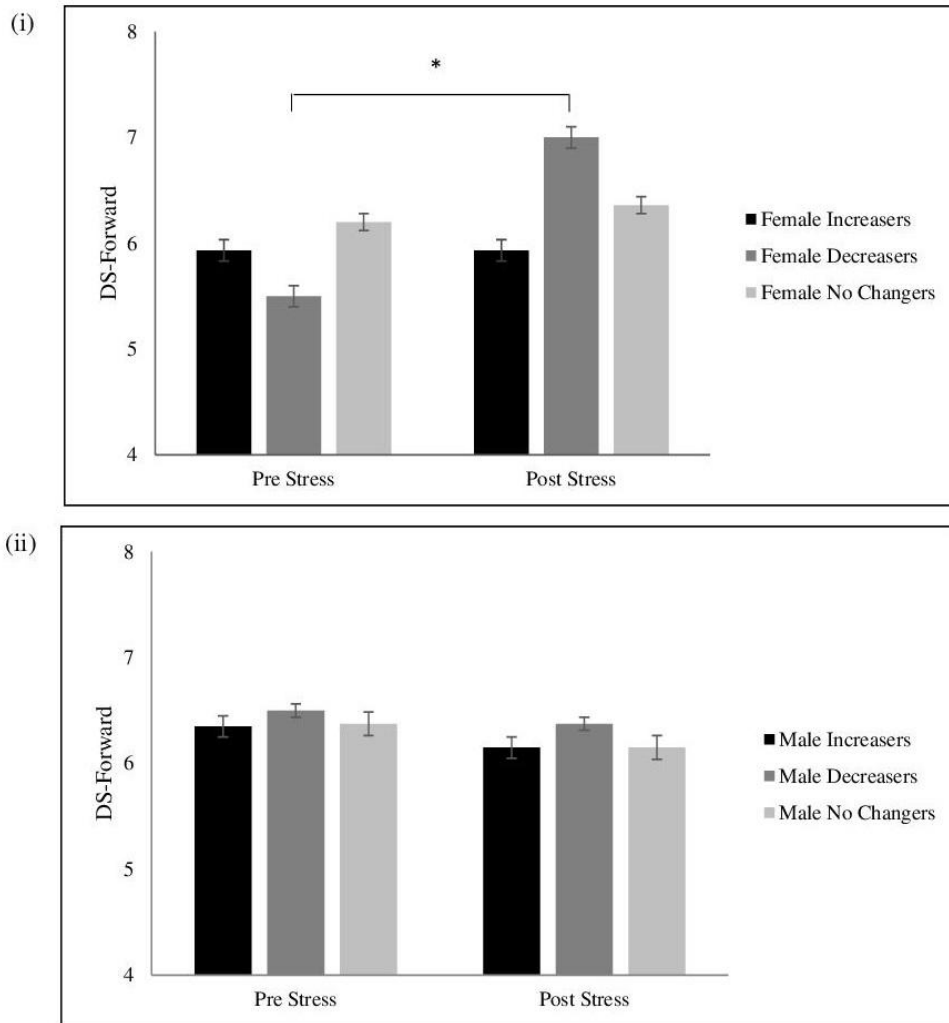 (i)
8
*
7
6
5
4
DS-Forward
Pre Stress
Post Stress
Female Increasers
Female Decreasers
Female No Changers
(ii)
8
7
6
5
4
DS-Forward
Pre Stress
Post Stress
Male Increasers
Male Decreasers
Male No Changers